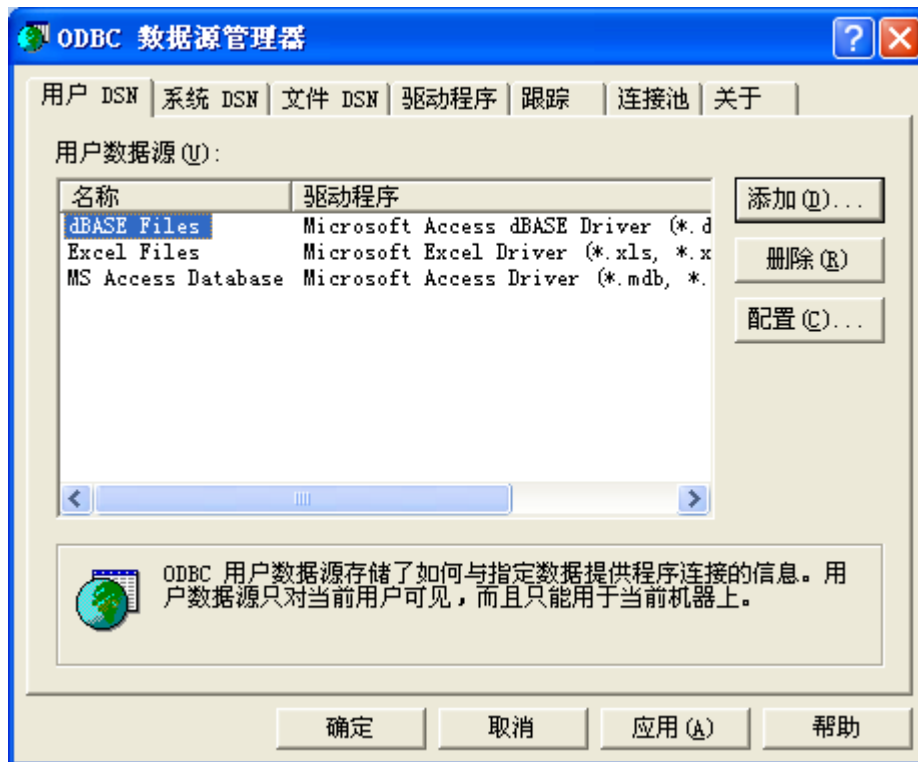 ODBC 数据源管理器
用户 DSN 系统 DSN 文件 DSN 驱动程序 跟踪 连接池 关于
用户数据源(U):
名称 驱动程序
dBASE Files Microsoft Access dBASE Driver (*.d
Excel Files Microsoft Excel Driver (*.xls, *.x
MS Access Database Microsoft Access Driver (*.mdb, *.
添加(D)...
删除(R)
配置(C)...
ODBC 用户数据源存储了如何与指定数据提供程序连接的信息。用
户数据源只对当前用户可见，而且只能用于当前机器上。
确定 取消 应用(A) 帮助